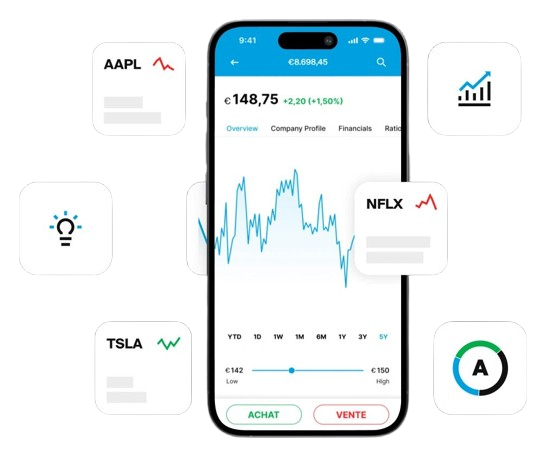 9:41
€8.698,45
AAPL
€148,75 +2,20 (+1,50%)
Overview Company Profile Financials Ratio
NFLX
TSLA
YTD 1D 1W 1M 6M 1Y 3Y 5Y
€142 €150
Low High
A
ACHAT VENTE